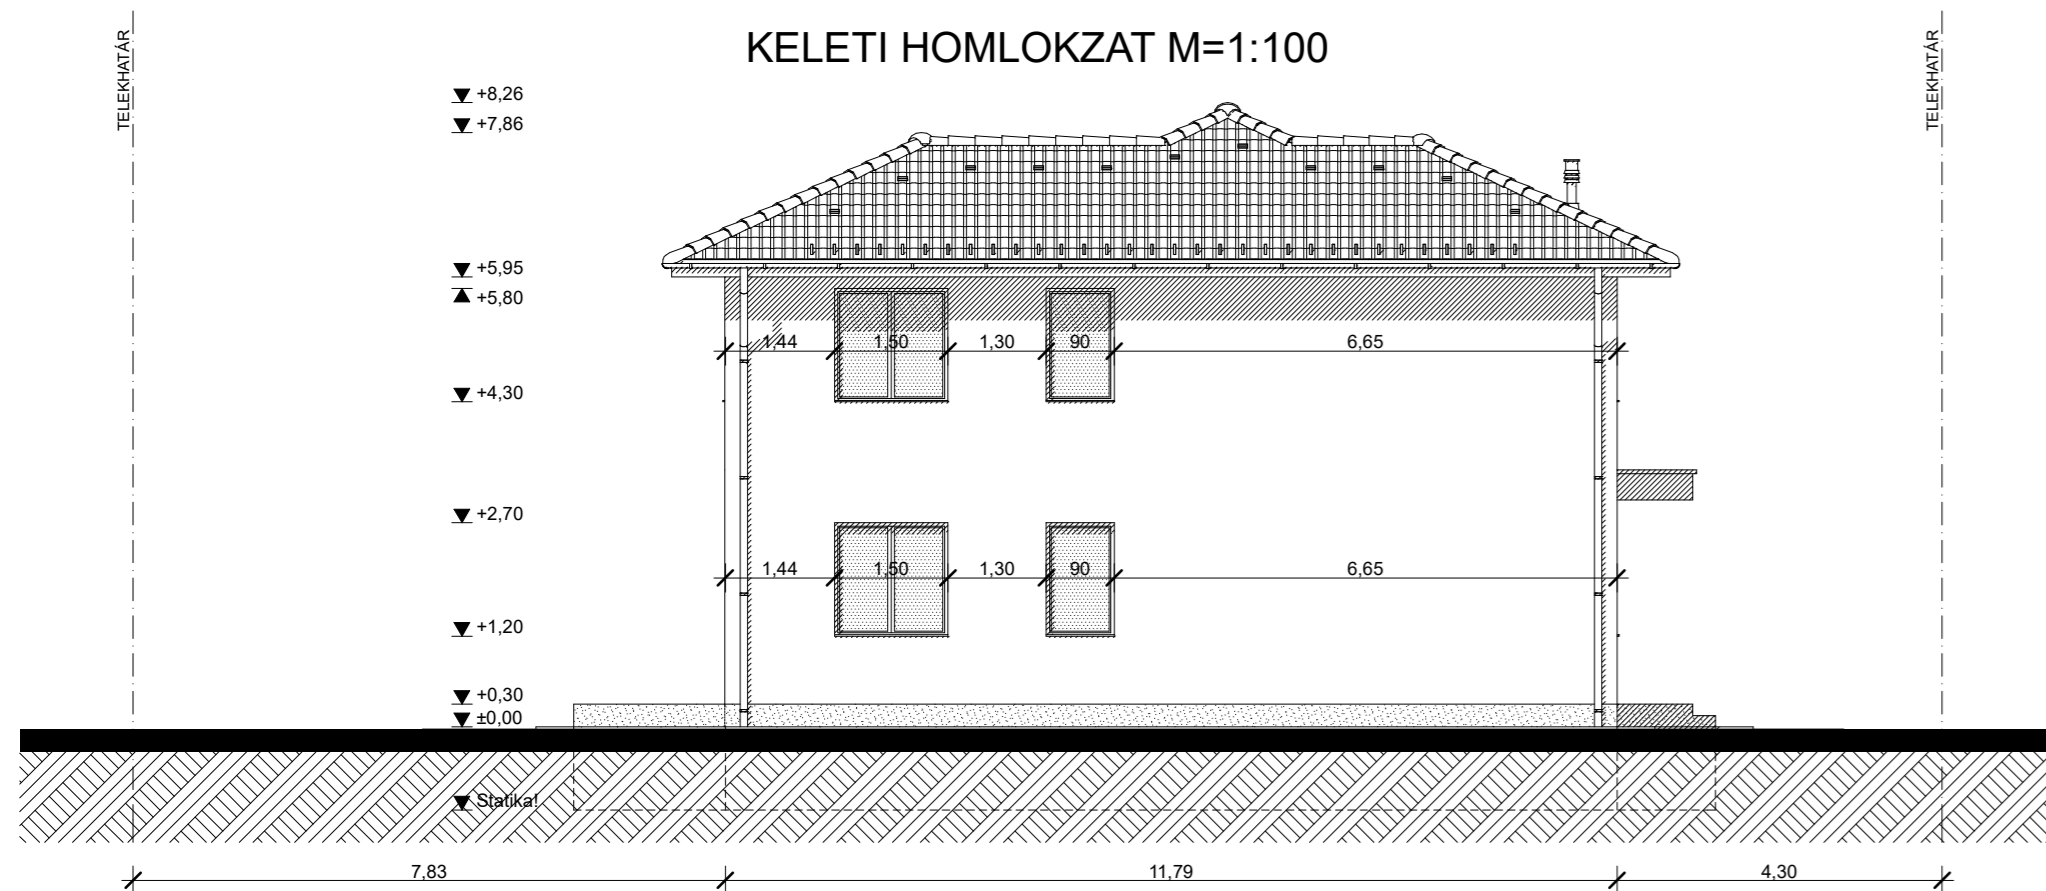 KELETI HOMLOKZAT M=1:100
TELEKHATÁR
TELEKHATÁR
+8,26
+7,86
+5,95
+5,80
1,44 1,50 1,30 90 6,65
+4,30
+2,70
1,44 1,50 1,30 90 6,65
+1,20
+0,30
±0,00
Statika!
7,83 11,79 4,30